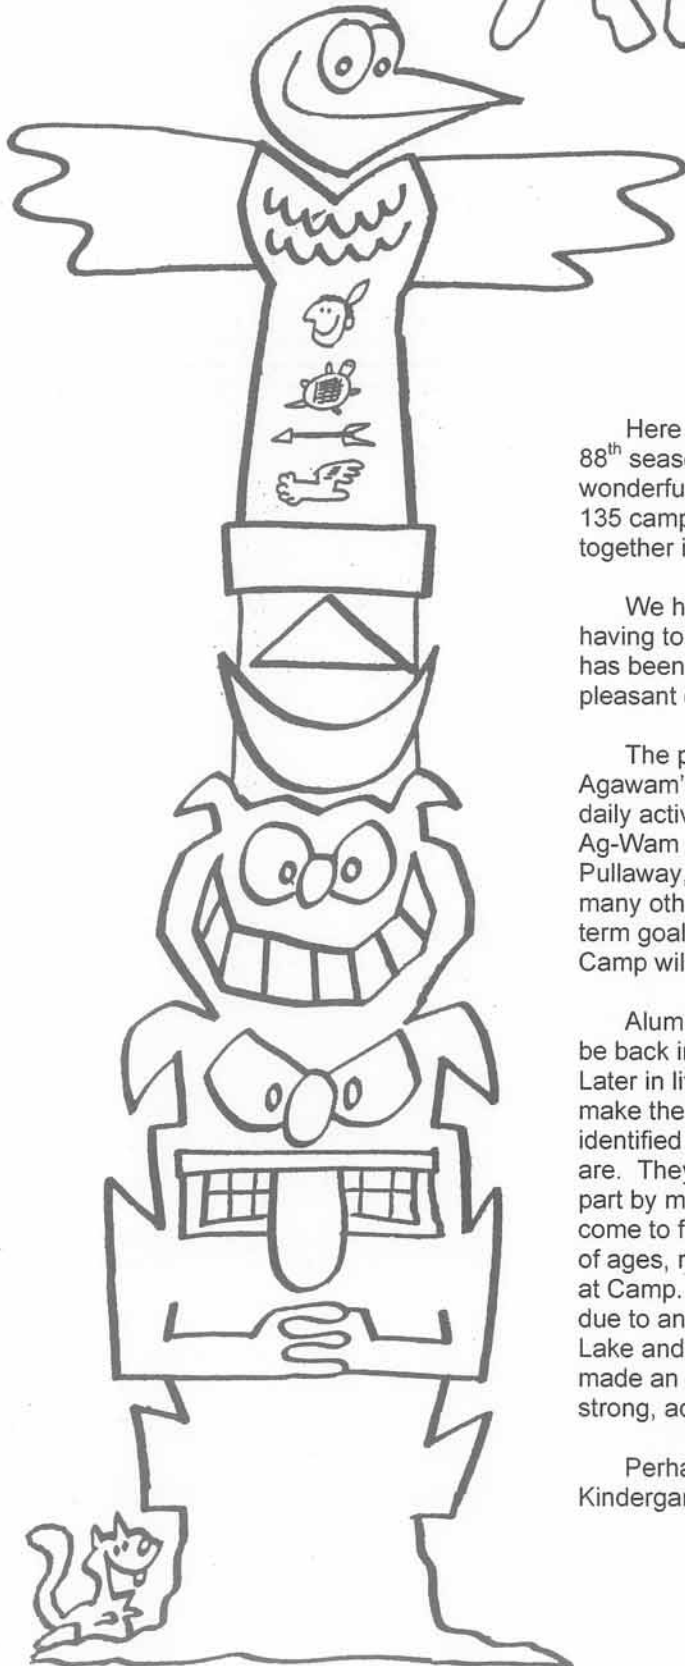 Here
88th seaso
wonderfu
135 camp
together i
We h
having to
has been
pleasant
The p
Agawam'
daily activ
Ag-Wam
Pullaway,
many oth
term goal
Camp wil
Alum
be back i
Later in li
make the
identified
are. They
part by m
come to f
of ages, r
at Camp.
due to an
Lake and
made an
strong, ac
Perha
Kindergar